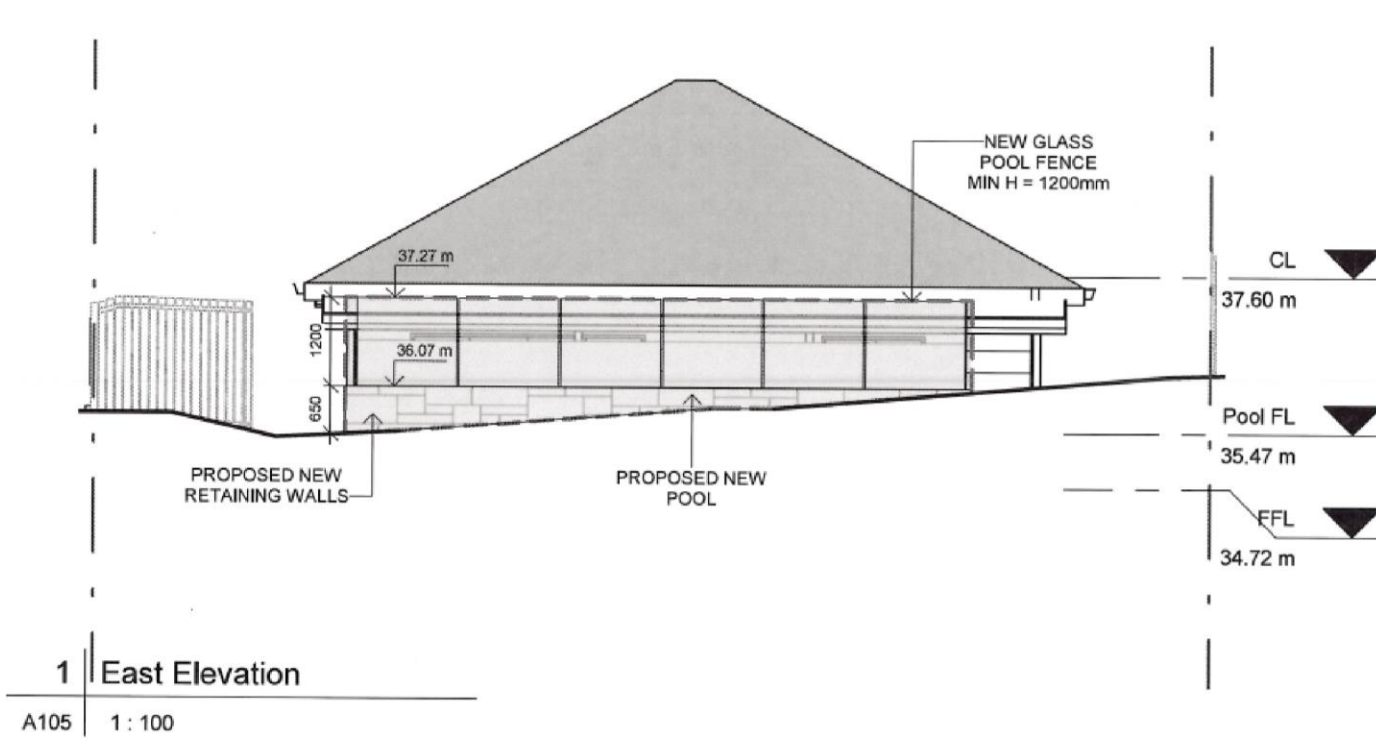 NEW GLASS
POOL FENCE
MIN H = 1200mm
37.27 m
CL
37.60 m
1200
36.07 m
650
Pool FL
35.47 m
PROPOSED NEW
RETAINING WALLS
PROPOSED NEW
POOL
FFL
34.72 m
1 East Elevation
A105 1 : 100